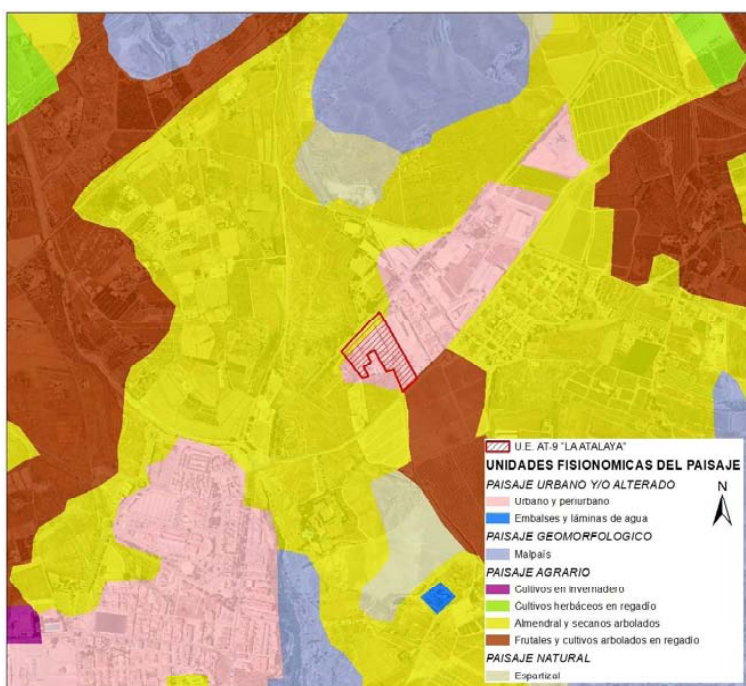 U.E. AT-9 "LA ATALAYA"
UNIDADES FISIONOMICAS DEL PAISAJE
PAISAJE URBANO Y/O ALTERADO
N
Urbano y periurbano
Embalses y láminas de agua
PAISAJE GEOMORFOLOGICO
Malpaís
PAISAJE AGRARIO
Cultivos en invernadero
Cultivos herbáceos en regadío
Almendral y secanos arbolados
Frutales y cultivos arbolados en regadío
PAISAJE NATURAL
Espartizal